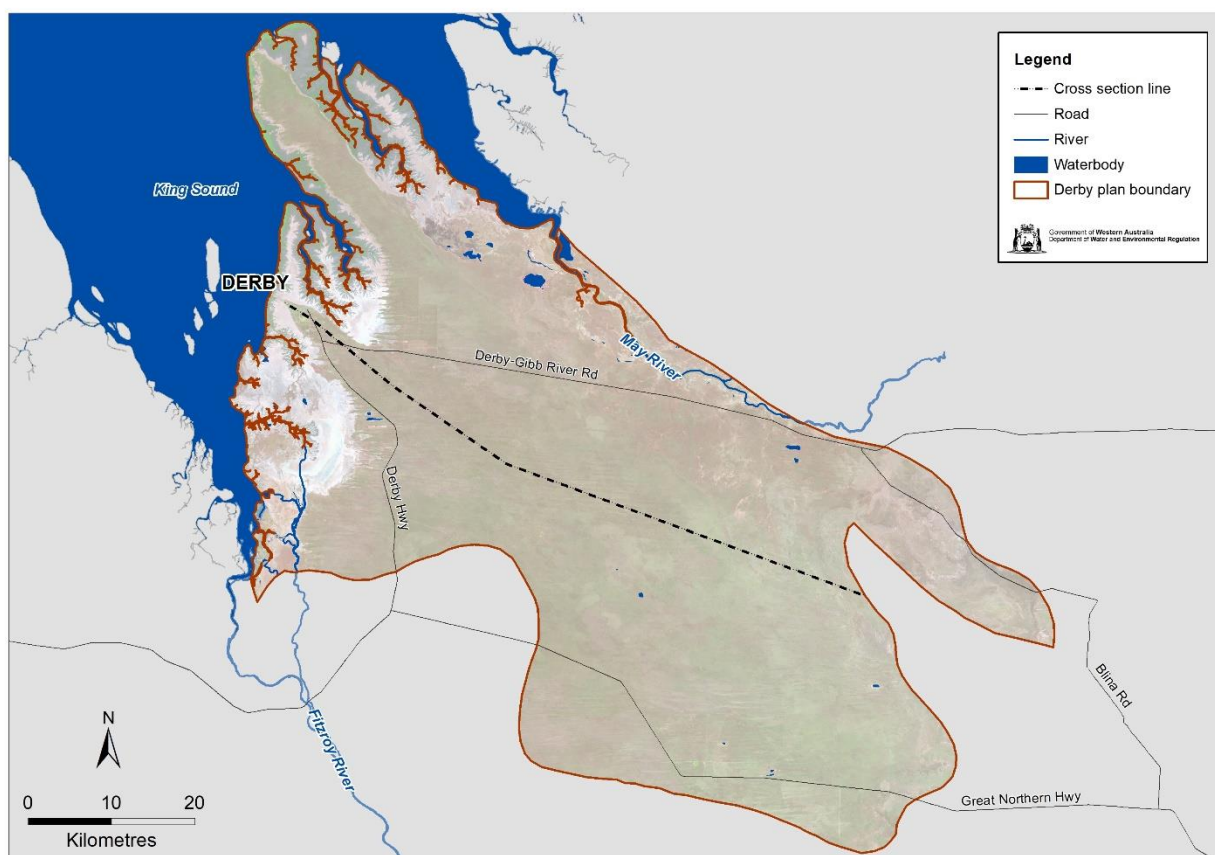 Legend
Cross section line
Road
River
Waterbody
Derby plan boundary
Government of Western Australia
Department of Water and Environmental Regulation
King Sound
DERBY
May River
Derby-Gibb River Rd
Derby Hwy
Blina Rd
Fitzroy River
Great Northern Hwy
N
0 10 20
Kilometres